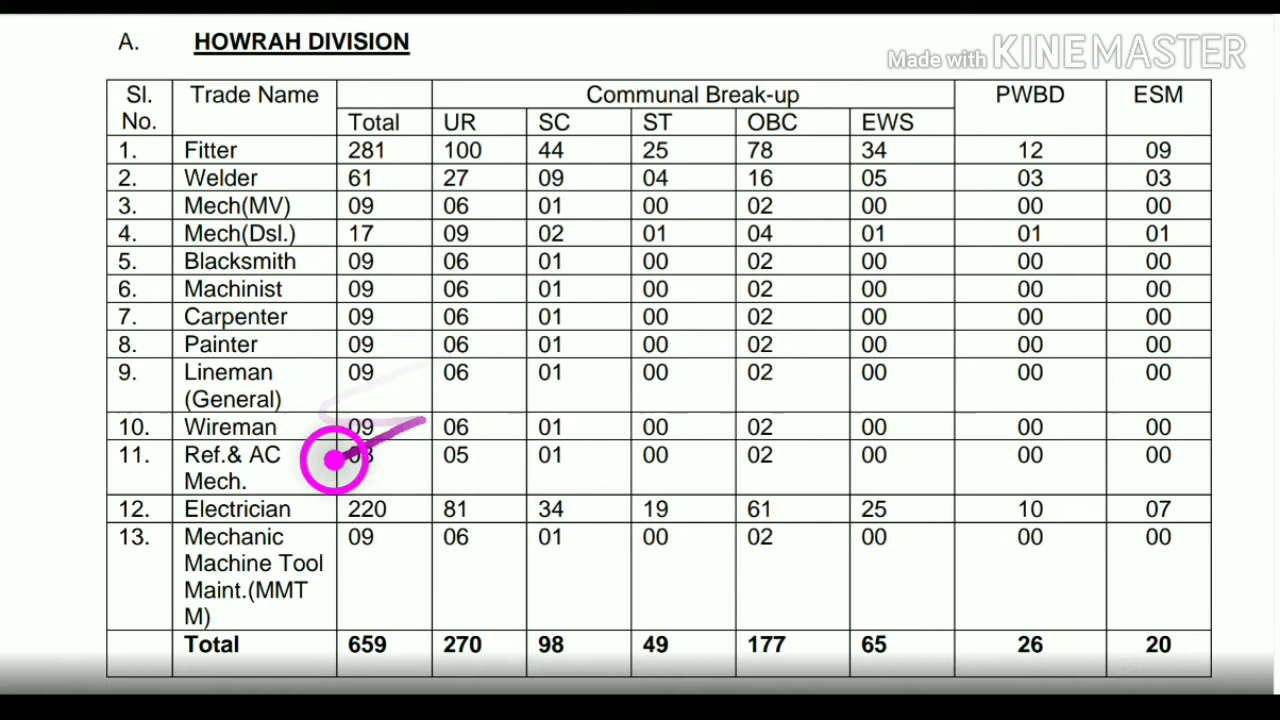 A. HOWRAH DIVISION
Made with KINEMASTER
Sl. No. Trade Name Communal Break-up PWBD ESM
Total UR SC ST OBC EWS
1. Fitter 281 100 44 25 78 34 12 09
2. Welder 61 27 09 04 16 05 03 03
3. Mech(MV) 09 06 01 00 02 00 00 00
4. Mech(Dsl.) 17 09 02 01 04 01 01 01
5. Blacksmith 09 06 01 00 02 00 00 00
6. Machinist 09 06 01 00 02 00 00 00
7. Carpenter 09 06 01 00 02 00 00 00
8. Painter 09 06 01 00 02 00 00 00
9. Lineman 09 06 01 00 02 00 00 00
(General)
10. Wireman 09 06 01 00 02 00 00 00
11. Ref.& AC 05 01 00 02 00 00 00
Mech.
12. Electrician 220 81 34 19 61 25 10 07
13. Mechanic 09 06 01 00 02 00 00 00
Machine Tool
Maint.(MMT
M)
Total 659 270 98 49 177 65 26 20